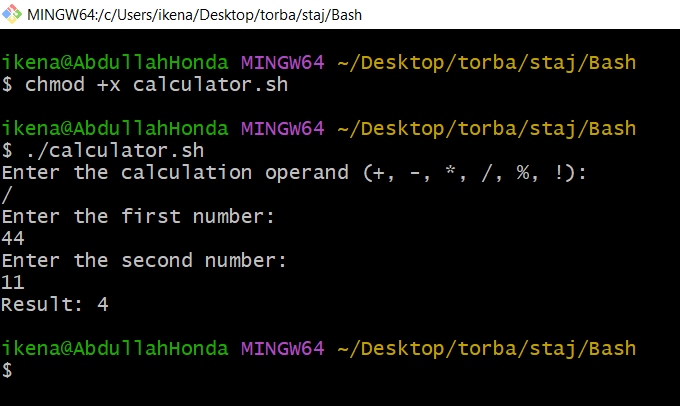 MINGW64:/c/Users/ikena/Desktop/torba/staj/Bash
ikena@AbdullahHonda MINGW64 ~/Desktop/torba/staj/Bash
$ chmod +x calculator.sh
ikena@AbdullahHonda MINGW64 ~/Desktop/torba/staj/Bash
$ ./calculator.sh
Enter the calculation operand (+, -, *, /, %, !):
/
Enter the first number:
44
Enter the second number:
11
Result: 4
ikena@AbdullahHonda MINGW64 ~/Desktop/torba/staj/Bash
$